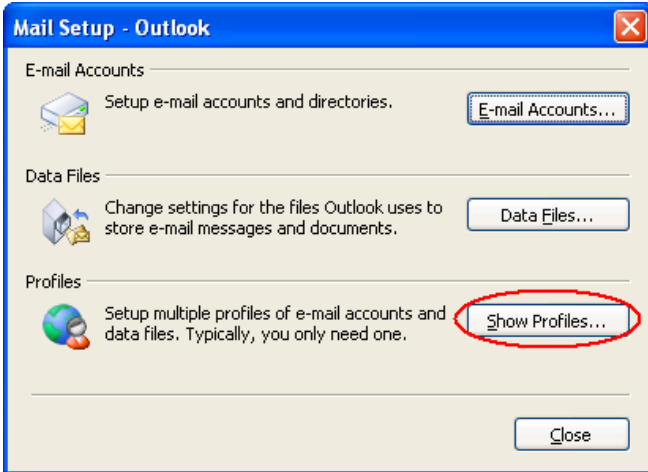 Mail Setup - Outlook
E-mail Accounts
Setup e-mail accounts and directories.
E-mail Accounts...
Data Files
Change settings for the files Outlook uses to
store e-mail messages and documents.
Data Files...
Profiles
Setup multiple profiles of e-mail accounts and
data files. Typically, you only need one.
Show Profiles...
Close